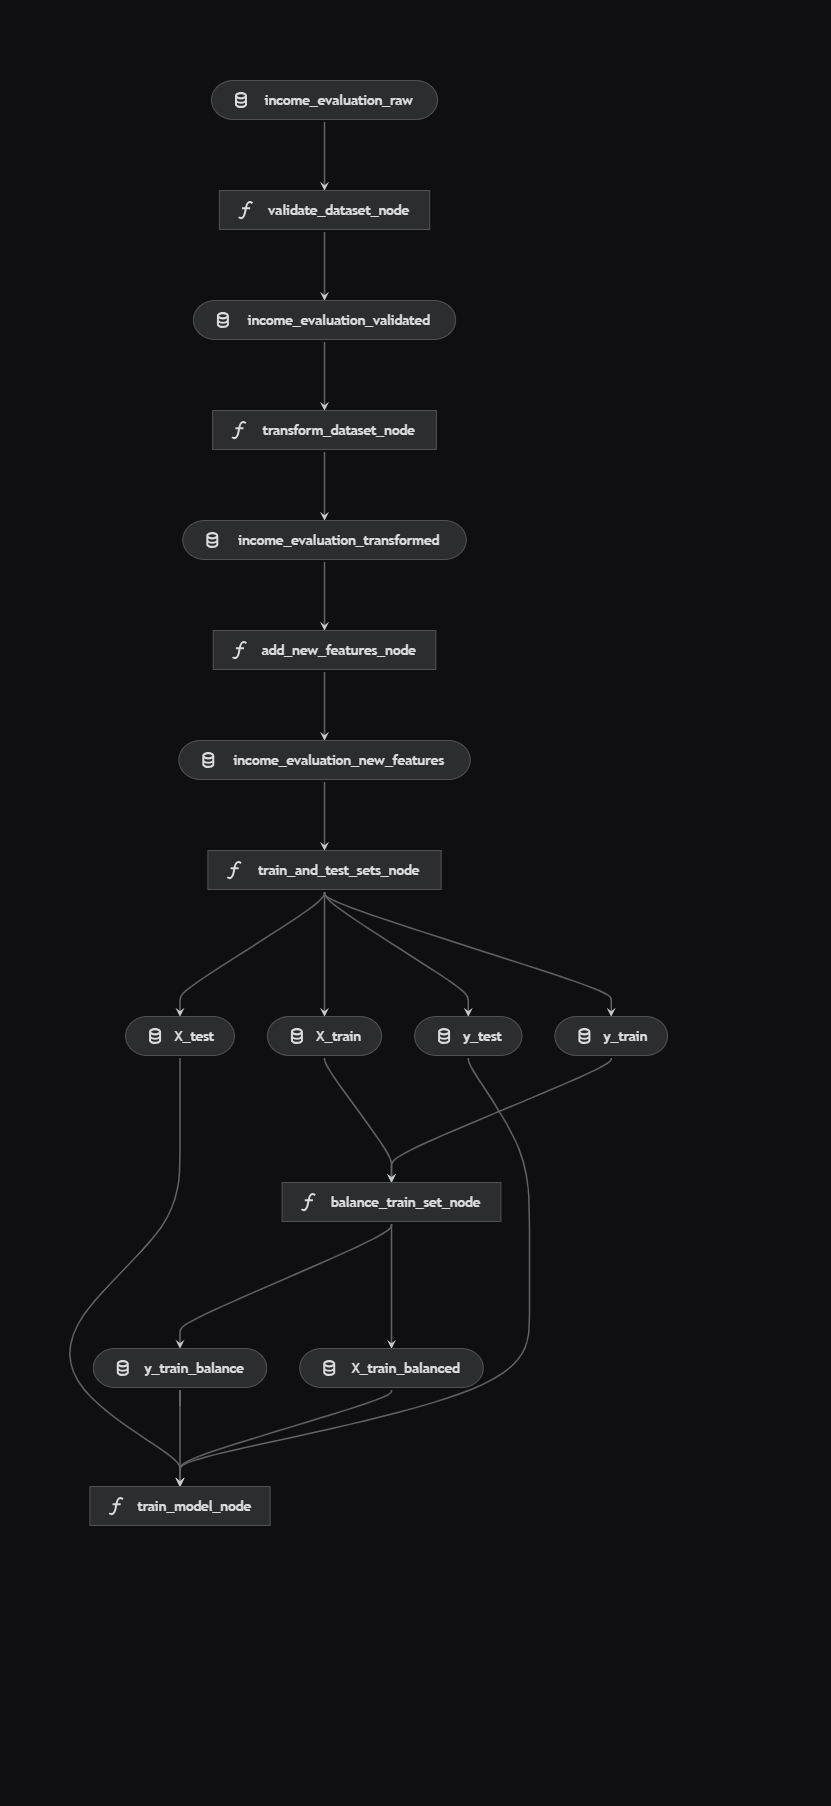 income_evaluation_raw
validate_dataset_node
income_evaluation_validated
transform_dataset_node
income_evaluation_transformed
add_new_features_node
income_evaluation_new_features
train_and_test_sets_node
X_test
X_train
y_test
y_train
balance_train_set_node
y_train_balance
X_train_balanced
train_model_node